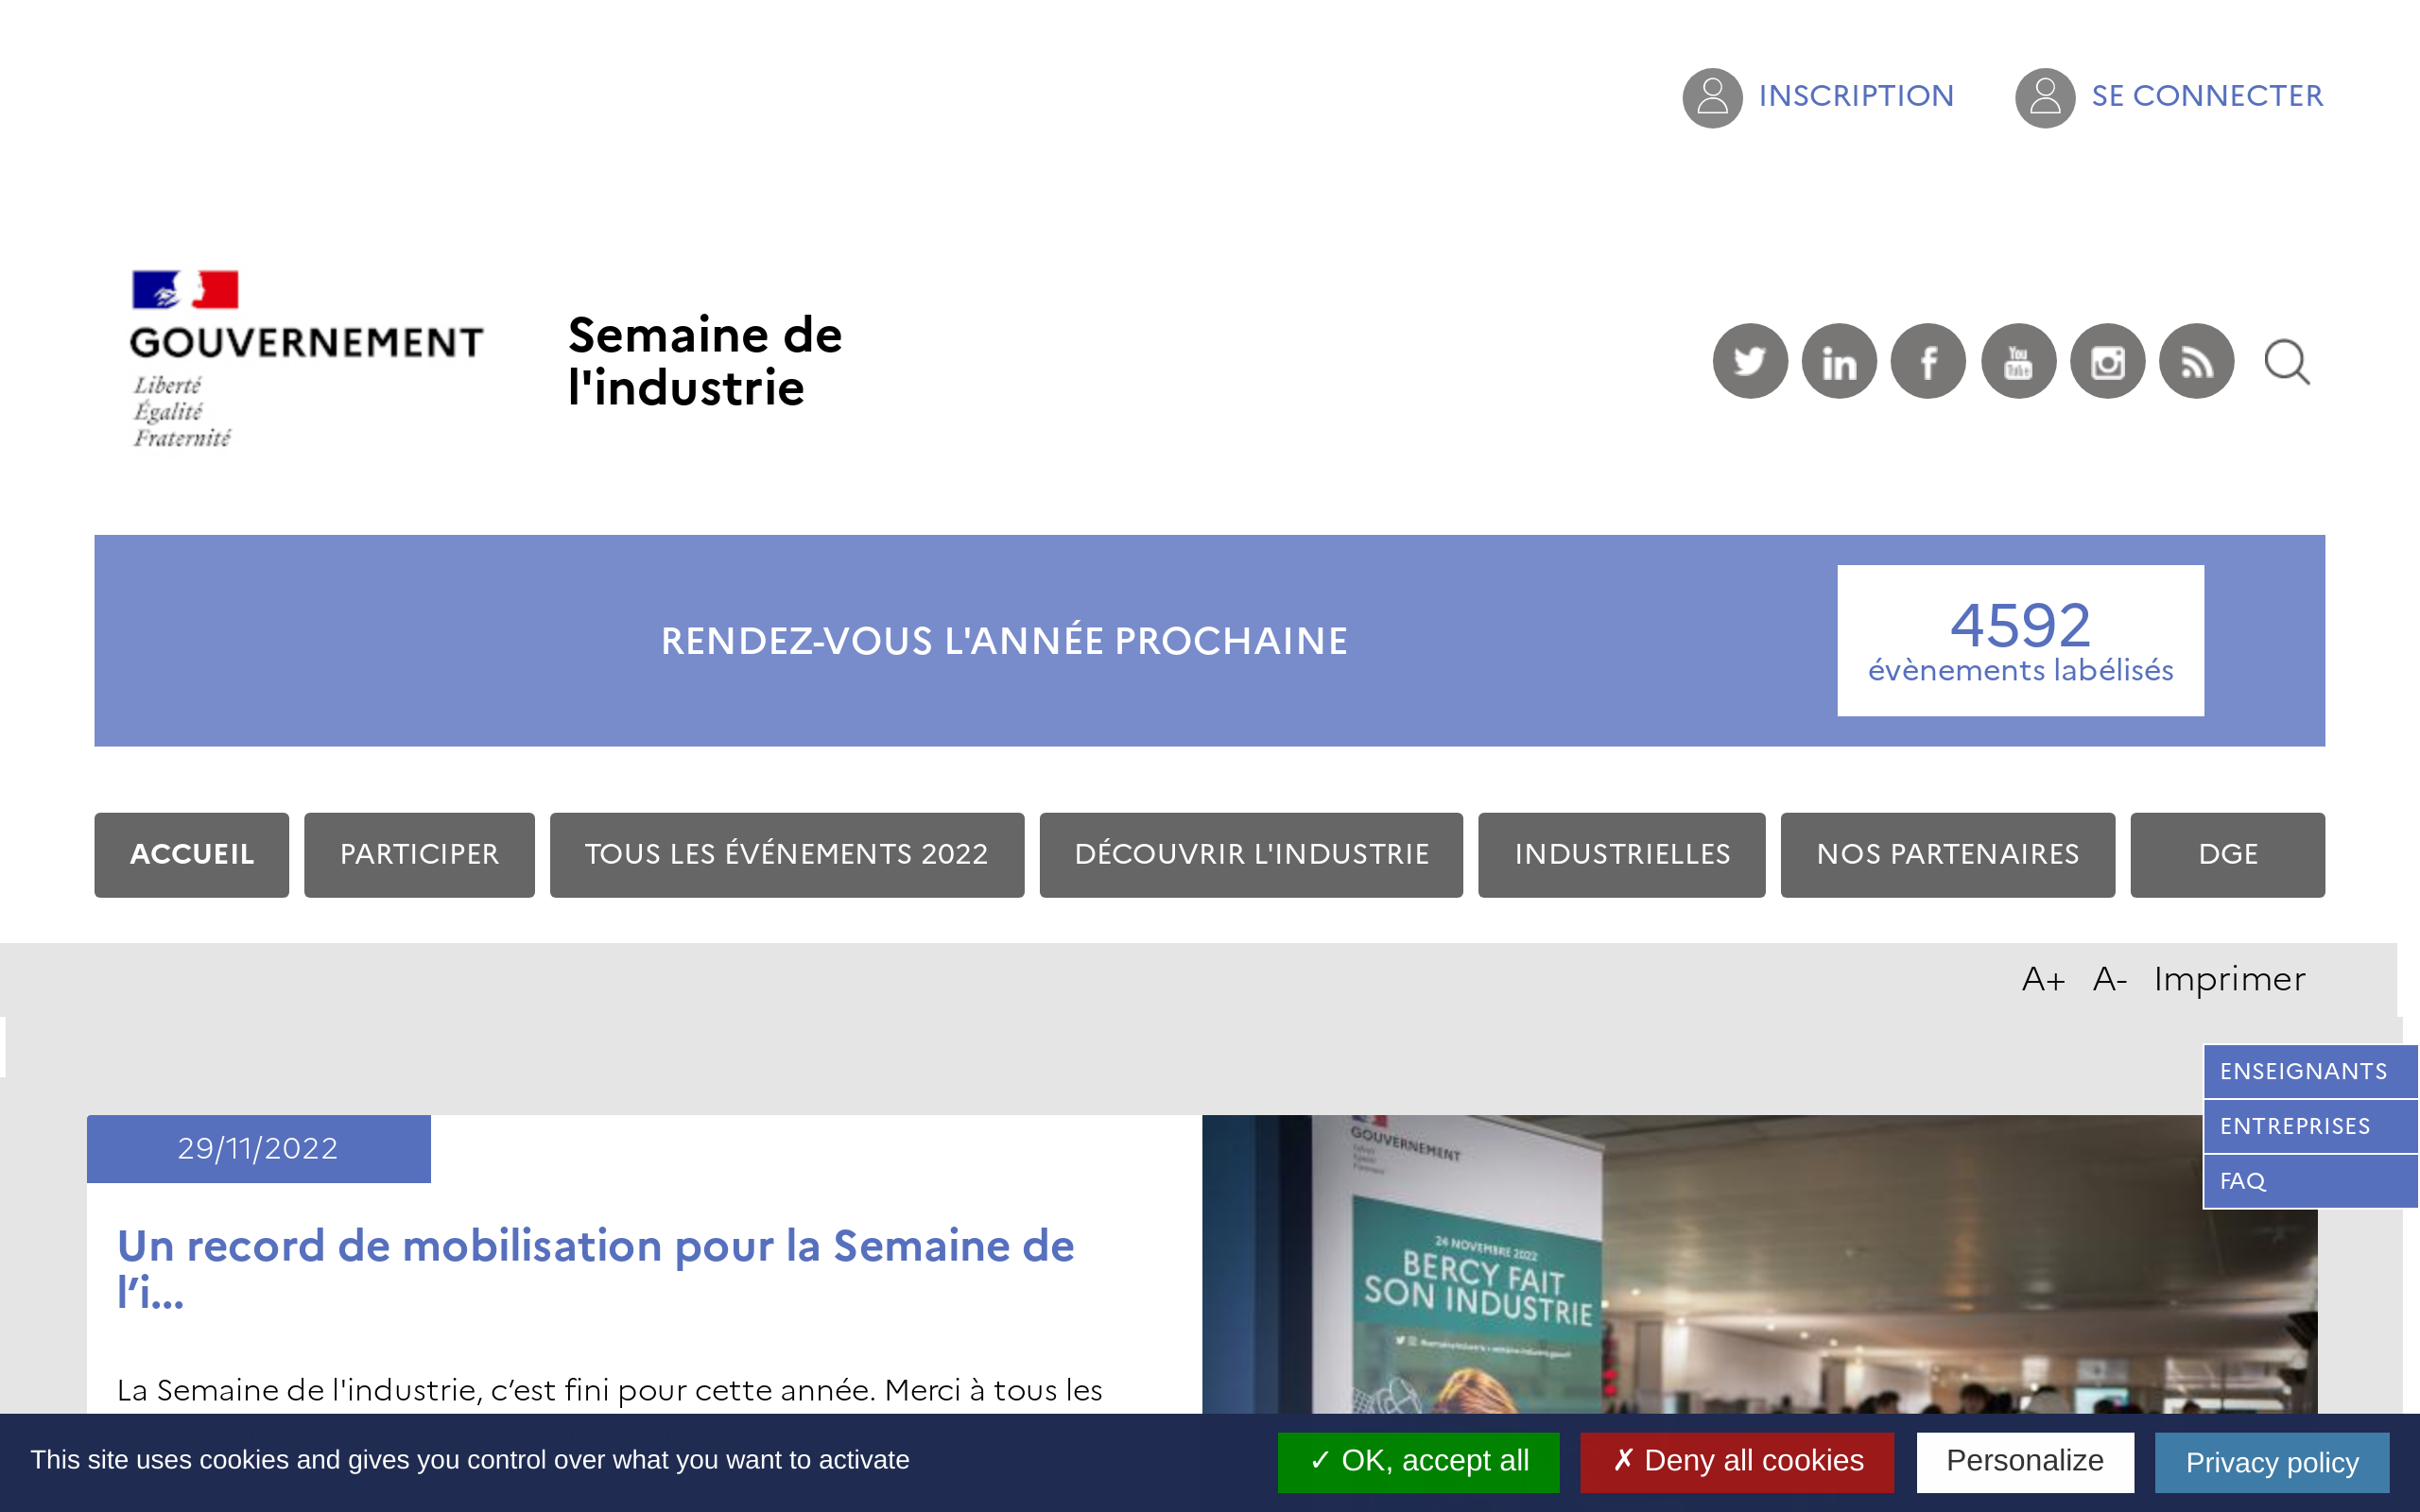 INSCRIPTION
SE CONNECTER
GOUVERNEMENT
Liberté
Égalité
Fraternité
Semaine de
l'industrie
You
Tube
RENDEZ-VOUS L'ANNÉE PROCHAINE
4592
évènements labélisés
ACCUEIL
PARTICIPER
TOUS LES ÉVÉNEMENTS 2022
DÉCOUVRIR L'INDUSTRIE
INDUSTRIELLES
NOS PARTENAIRES
DGE
A+ A- Imprimer
ENSEIGNANTS
ENTREPRISES
FAQ
29/11/2022
Un record de mobilisation pour la Semaine de
l’i...
La Semaine de l'industrie, c’est fini pour cette année. Merci à tous les
GOUVERNEMENT
24 NOVEMBRE 2022
BERCY FAIT
SON INDUSTRIE
This site uses cookies and gives you control over what you want to activate
✓ OK, accept all
✗ Deny all cookies
Personalize
Privacy policy